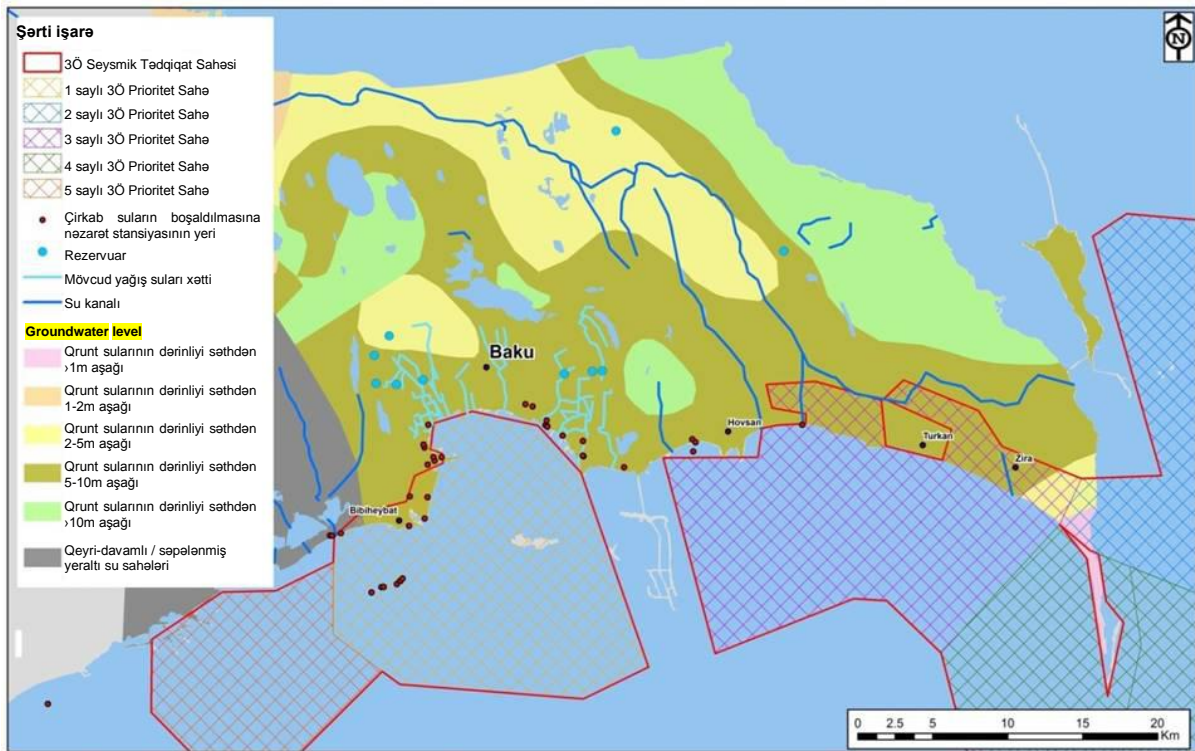 Şərti işarə
3Ö Seysmik Tədqiqat Sahəsi
1 saylı 3Ö Prioritet Sahə
2 saylı 3Ö Prioritet Sahə
3 saylı 3Ö Prioritet Sahə
4 saylı 3Ö Prioritet Sahə
5 saylı 3Ö Prioritet Sahə
Çirkab suların boşaldılmasına
nəzarət stansiyasının yeri
Rezervuar
Mövcud yağış suları xətti
Su kanalı
Groundwater level
Qrunt sularının dərinliyi səthdən
›1m aşağı
Qrunt sularının dərinliyi səthdən
1-2m aşağı
Qrunt sularının dərinliyi səthdən
2-5m aşağı
Qrunt sularının dərinliyi səthdən
5-10m aşağı
Qrunt sularının dərinliyi səthdən
›10m aşağı
Qeyri-davamlı / səpələnmiş
yeraltı su sahələri
N
Baku
Hovsan
Turkan
Zira
Bibiheybat
0 2.5 5 10 15 20
Km